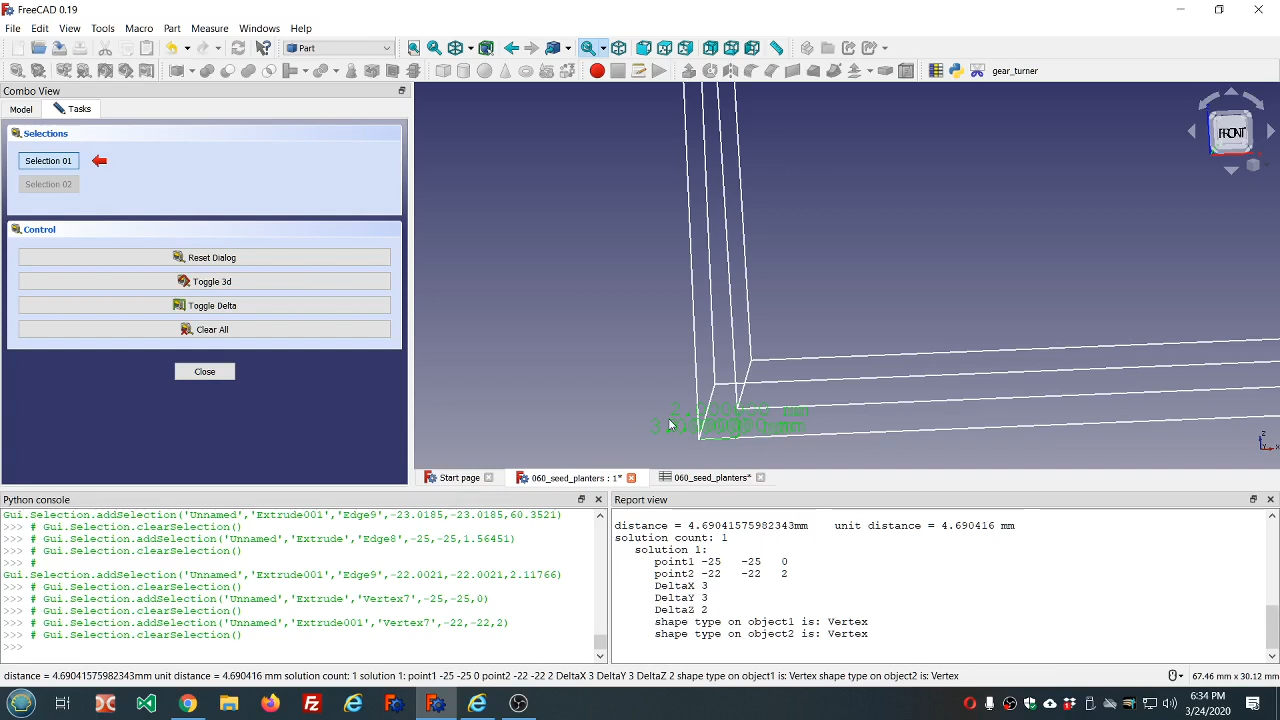 FreeCAD 0.19
File Edit View Tools Macro Part Measure Windows Help
Part
gear_turner
Combo View
Model Tasks
Selections
Selection 01
Selection 02
Control
Reset Dialog
Toggle 3d
Toggle Delta
Clear All
Close
FRONT
Start page 060_seed_planters : 1* 060_seed_planters*
Python console
Gui.Selection.addSelection('Unnamed','Extrude001','Edge9',-23.0185,-23.0185,60.3521)
>>> # Gui.Selection.clearSelection()
>>> # Gui.Selection.addSelection('Unnamed','Extrude','Edge8',-25,-25,1.56451)
>>> # Gui.Selection.clearSelection()
>>> #
Gui.Selection.addSelection('Unnamed','Extrude001','Edge9',-22.0021,-22.0021,2.11766)
>>> # Gui.Selection.clearSelection()
>>> # Gui.Selection.addSelection('Unnamed','Extrude','Vertex7',-25,-25,0)
>>> # Gui.Selection.clearSelection()
>>> # Gui.Selection.addSelection('Unnamed','Extrude001','Vertex7',-22,-22,2)
>>> # Gui.Selection.clearSelection()
>>>
Report view
distance = 4.69041575982343mm unit distance = 4.690416 mm
solution count: 1
solution 1:
point1 -25 -25 0
point2 -22 -22 2
DeltaX 3
DeltaY 3
DeltaZ 2
shape type on object1 is: Vertex
shape type on object2 is: Vertex
distance = 4.69041575982343mm unit distance = 4.690416 mm solution count: 1 solution 1: point1 -25 -25 0 point2 -22 -22 2 DeltaX 3 DeltaY 3 DeltaZ 2 shape type on object1 is: Vertex shape type on object2 is: Vertex
67.46 mm x 30.12 mm
6:34 PM
3/24/2020